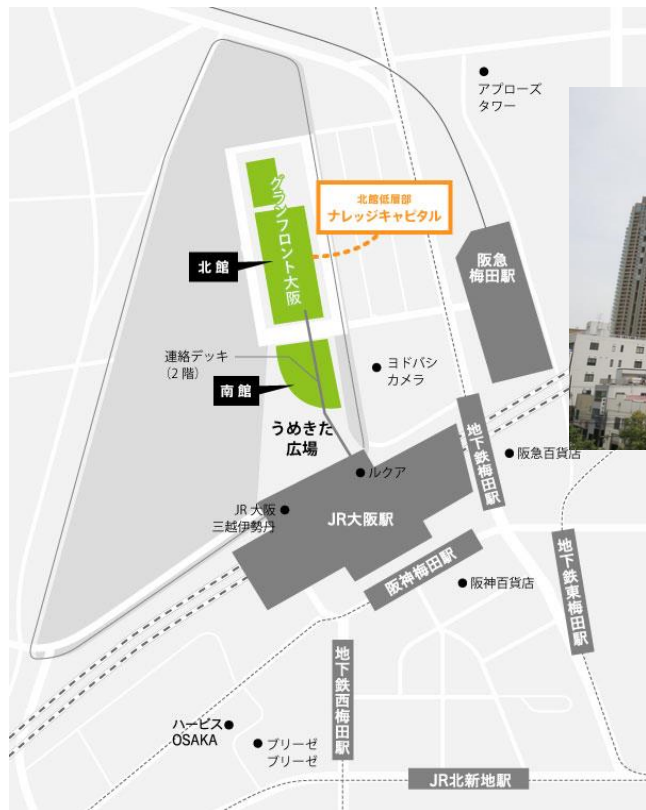 アプローズ
タワー
グランフロント大阪
北館低層部
ナレッジキャピタル
阪急
梅田駅
北館
連絡デッキ
(2 階)
ヨドバシ
カメラ
南館
うめきた
広場
地下鉄梅田駅
阪急百貨店
ルクア
JR 大阪
三越伊勢丹
JR大阪駅
阪神梅田駅
阪神百貨店
地下鉄東梅田駅
地下鉄西梅田駅
ハービス
OSAKA
ブリーゼ
ブリーゼ
JR北新地駅